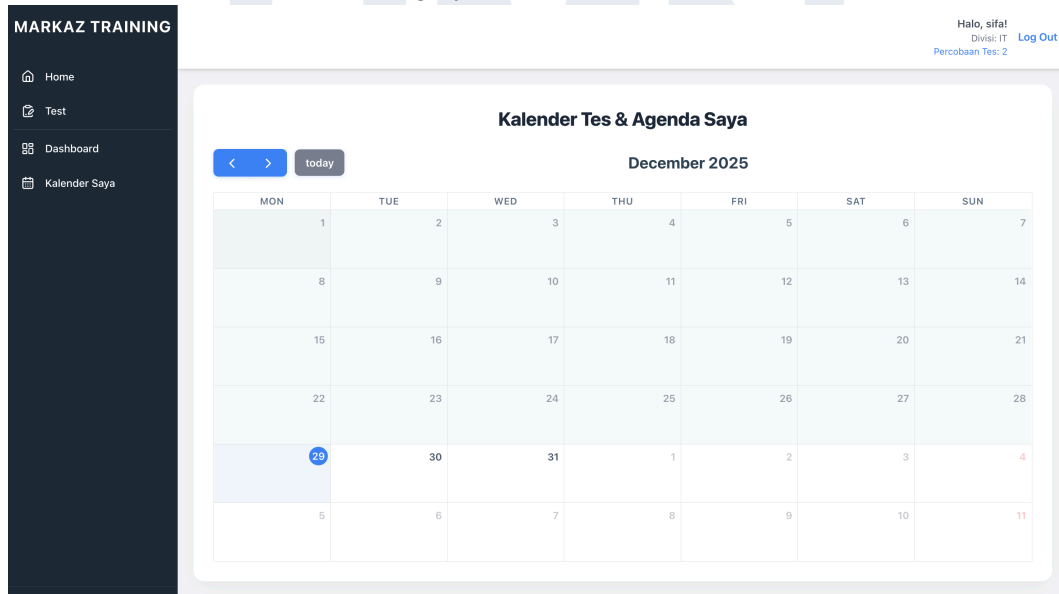 MARKAZ TRAINING
Halo, sifa!
Divisi: IT
Percobaan Tes: 2
Log Out
Home
Test
Dashboard
Kalender Saya
Kalender Tes & Agenda Saya
today
December 2025
MON TUE WED THU FRI SAT SUN
1 2 3 4 5 6 7
8 9 10 11 12 13 14
15 16 17 18 19 20 21
22 23 24 25 26 27 28
29 30 31 1 2 3 4
5 6 7 8 9 10 11